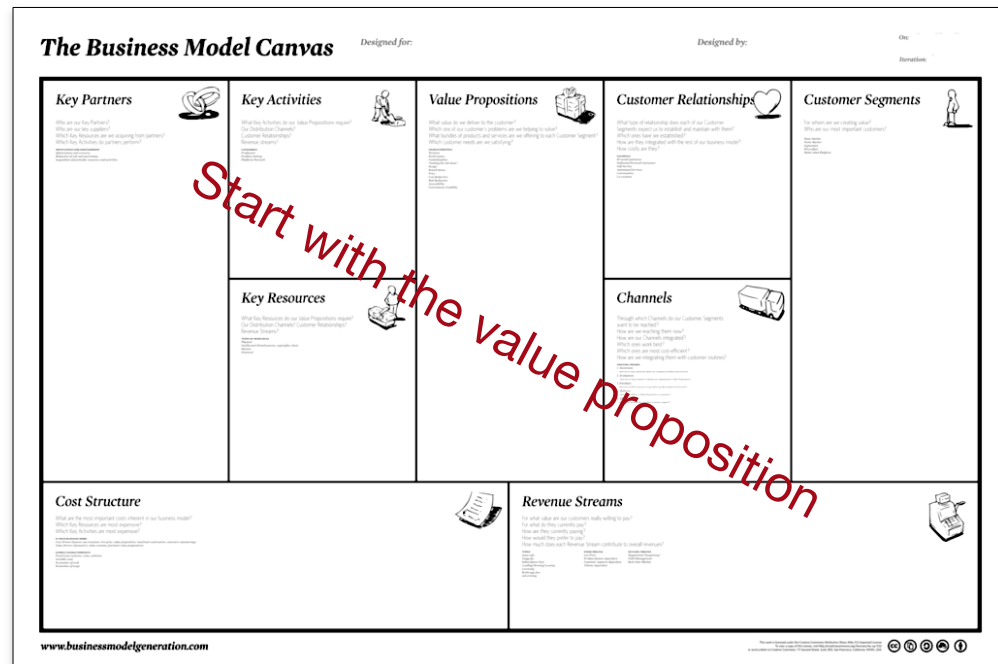 The Business Model Canvas
Designed for:
Designed by:
On:
Iteration:
Key Partners
Who are our Key Partners?
Who are our key suppliers?
Which Key Resources are we acquiring from partners?
Which Key Activities do partners perform?
Key Activities
What Key Activities do our Value Propositions require?
Our Distribution Channels?
Customer Relationships?
Revenue streams?
Key Resources
What Key Resources do our Value Propositions require?
Our Distribution Channels? Customer Relationships?
Revenue Streams?
Value Propositions
What value do we deliver to the customer?
Which one of our customer's problems are we helping to solve?
What bundles of products and services are we offering to each Customer Segment?
Which customer needs are we satisfying?
Customer Relationships
What type of relationship does each of our Customer
Segments expect us to establish and maintain with them?
Which ones have we established?
How are they integrated with the rest of our business model?
How costly are they?
Channels
Through which Channels do our Customer Segments
want to be reached?
How are we reaching them now?
How are our Channels integrated?
Which ones work best?
Which ones are most cost-efficient?
How are we integrating them with customer routines?
Customer Segments
For whom are we creating value?
Who are our most important customers?
Start with the value proposition
Cost Structure
What are the most important costs inherent in our business model?
Which Key Resources are most expensive?
Which Key Activities are most expensive?
Revenue Streams
For what value are our customers really willing to pay?
For what do they currently pay?
How are they currently paying?
How would they prefer to pay?
How much does each Revenue Stream contribute to overall revenues?
www.businessmodelgeneration.com